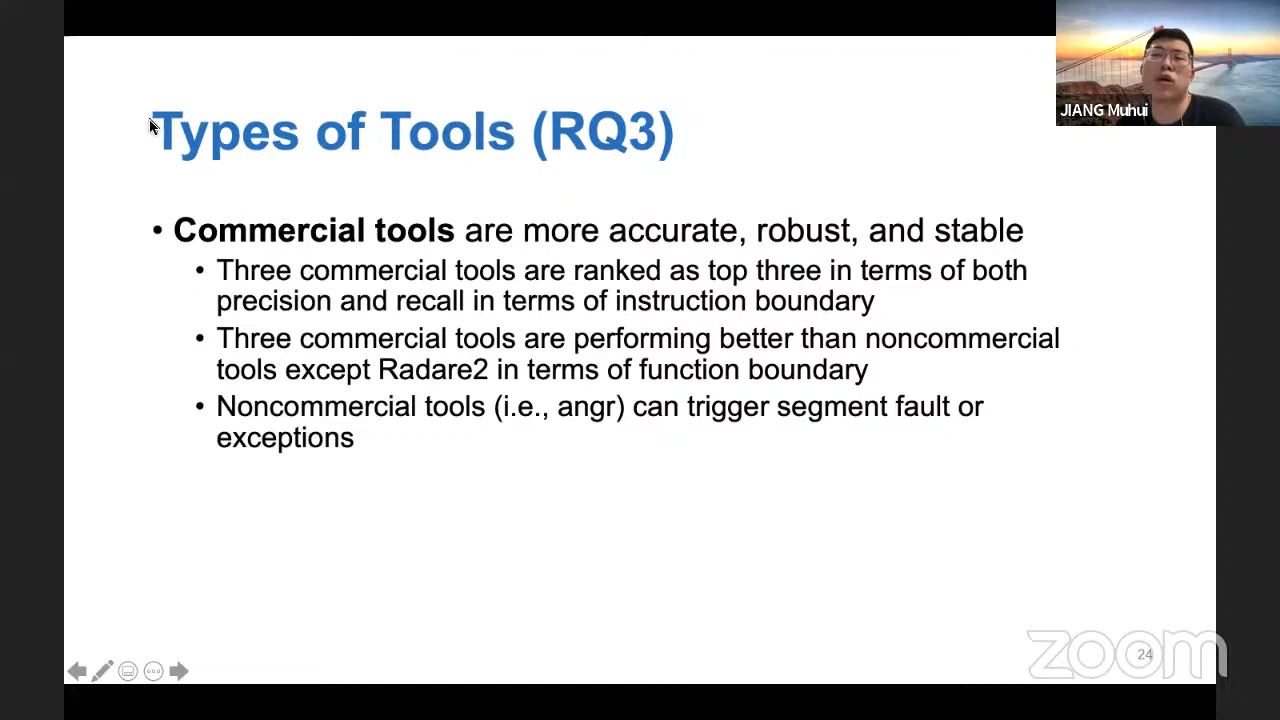 JIANG Muhui
Types of Tools (RQ3)
• Commercial tools are more accurate, robust, and stable
• Three commercial tools are ranked as top three in terms of both
precision and recall in terms of instruction boundary
• Three commercial tools are performing better than noncommercial
tools except Radare2 in terms of function boundary
• Noncommercial tools (i.e., angr) can trigger segment fault or
exceptions
zoom
24